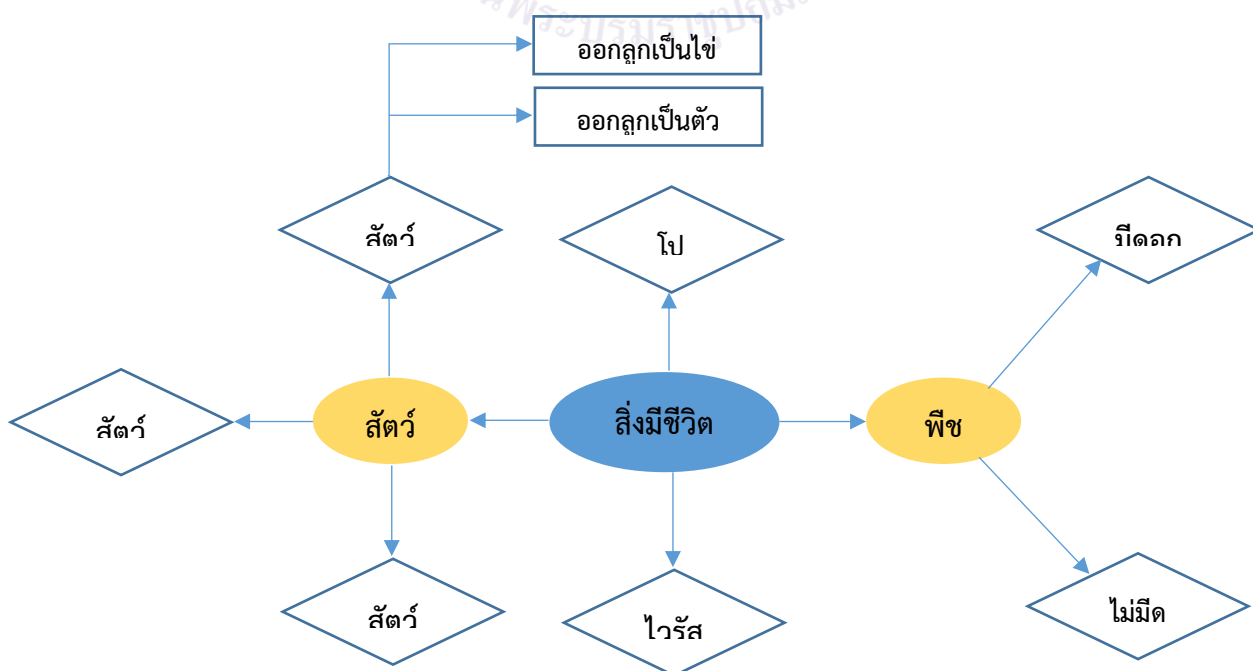 ออกลูกเป็นไข่
ออกลูกเป็นตัว
สัตว์
โป
มีดอก
สัตว์
สัตว์
สิ่งมีชีวิต
พืช
สัตว์
ไวรัส
ไม่มีด